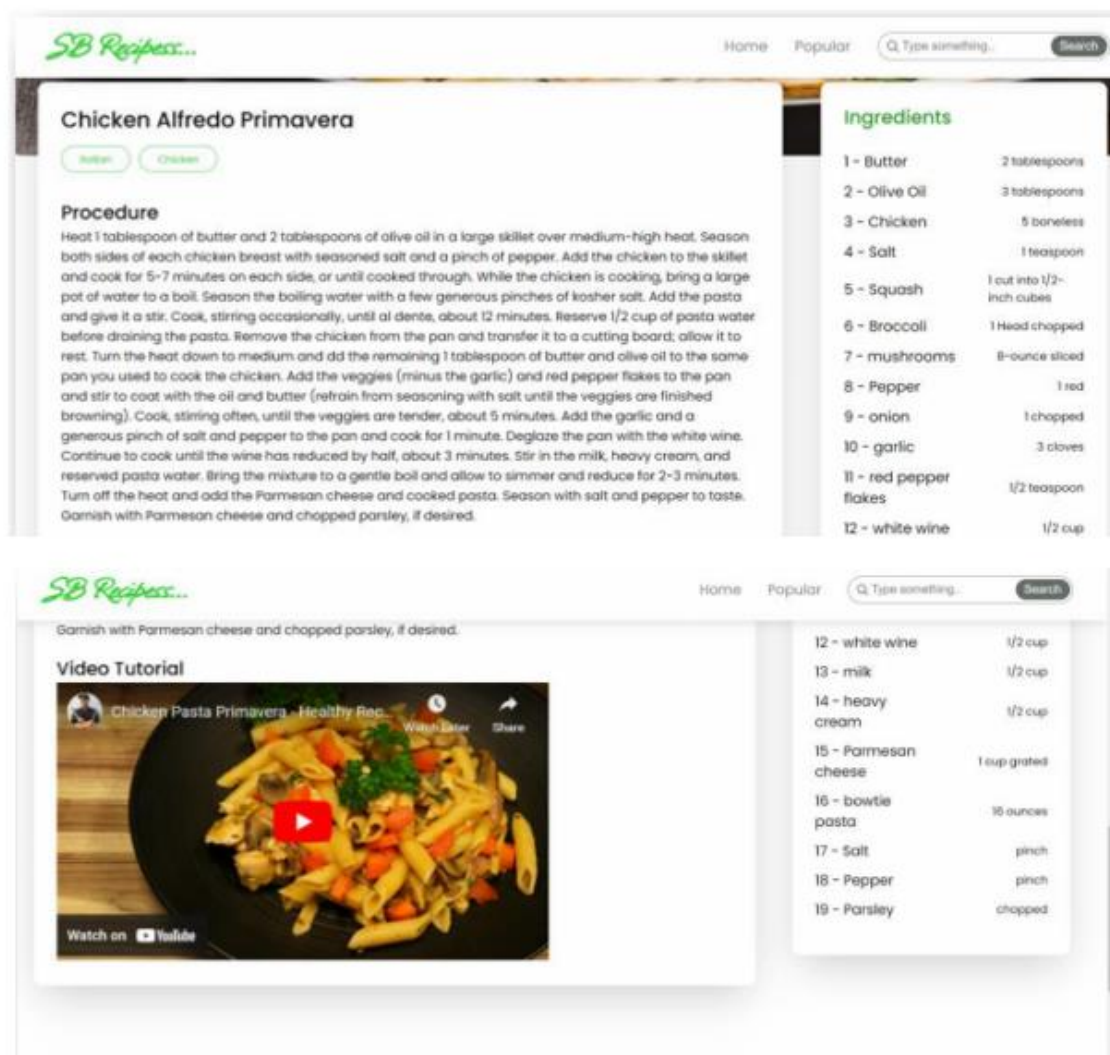 SB Recipess...
Home Popular Type something.. Search
Chicken Alfredo Primavera
Italian Chicken
Procedure
Heat 1 tablespoon of butter and 2 tablespoons of olive oil in a large skillet over medium-high heat. Season
both sides of each chicken breast with seasoned salt and a pinch of pepper. Add the chicken to the skillet
and cook for 5-7 minutes on each side, or until cooked through. While the chicken is cooking, bring a large
pot of water to a boil. Season the boiling water with a few generous pinches of kosher salt. Add the pasta
and give it a stir. Cook, stirring occasionally, until al dente, about 12 minutes. Reserve 1/2 cup of pasta water
before draining the pasta. Remove the chicken from the pan and transfer it to a cutting board; allow it to
rest. Turn the heat down to medium and dd the remaining 1 tablespoon of butter and olive oil to the same
pan you used to cook the chicken. Add the veggies (minus the garlic) and red pepper flakes to the pan
and stir to coat with the oil and butter (refrain from seasoning with salt until the veggies are finished
browning). Cook, stirring often, until the veggies are tender, about 5 minutes. Add the garlic and a
generous pinch of salt and pepper to the pan and cook for 1 minute. Deglaze the pan with the white wine.
Continue to cook until the wine has reduced by half, about 3 minutes. Stir in the milk, heavy cream, and
reserved pasta water. Bring the mixture to a gentle boil and allow to simmer and reduce for 2-3 minutes.
Turn off the heat and add the Parmesan cheese and cooked pasta. Season with salt and pepper to taste.
Garnish with Parmesan cheese and chopped parsley, if desired.
Ingredients
1 - Butter 2 tablespoons
2 - Olive Oil 3 tablespoons
3 - Chicken 5 boneless
4 - Salt 1 teaspoon
5 - Squash 1 cut into 1/2-
inch cubes
6 - Broccoli 1 Head chopped
7 - mushrooms 8-ounce sliced
8 - Pepper 1 red
9 - onion 1 chopped
10 - garlic 3 cloves
11 - red pepper
flakes 1/2 teaspoon
12 - white wine 1/2 cup
SB Recipess...
Home Popular Type something.. Search
Garnish with Parmesan cheese and chopped parsley, if desired.
Video Tutorial
Chicken Pasta Primavera - Healthy Rec...
Watch Later Share
Watch on YouTube
12 - white wine 1/2 cup
13 - milk 1/2 cup
14 - heavy
cream 1/2 cup
15 - Parmesan
cheese 1 cup grated
16 - bowtie
pasta 16 ounces
17 - Salt pinch
18 - Pepper pinch
19 - Parsley chopped